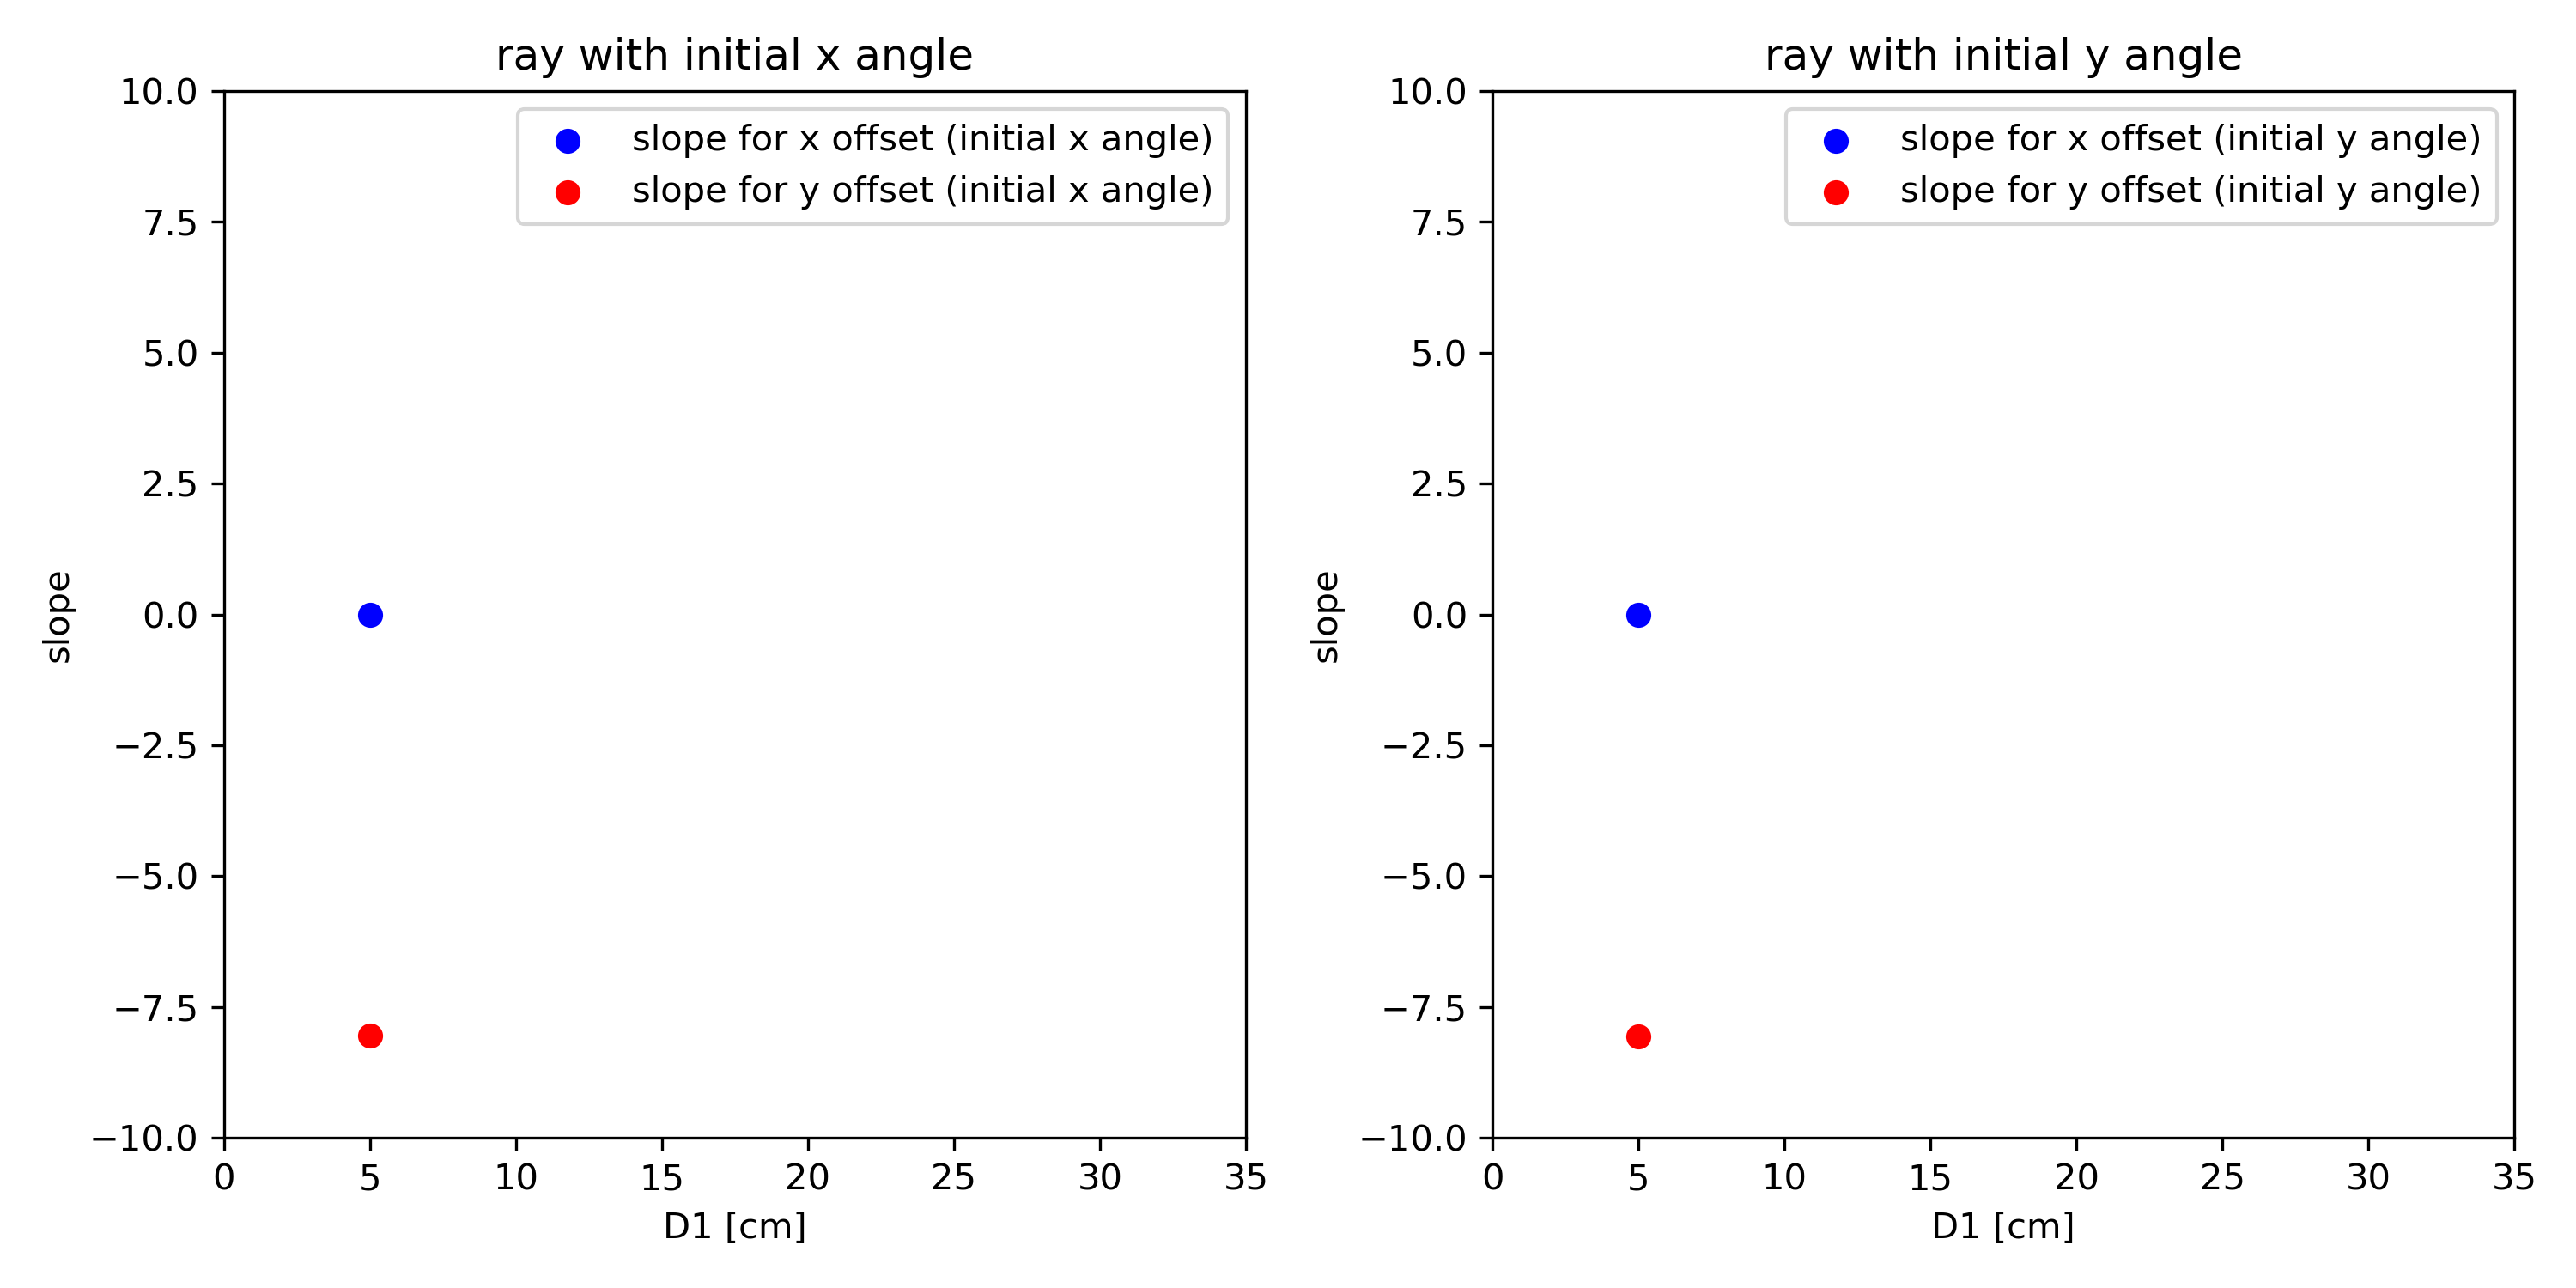 ray with initial x angle
slope for x offset (initial x angle)
slope for y offset (initial x angle)
10.0
7.5
5.0
2.5
0.0
−2.5
−5.0
−7.5
−10.0
slope
0 5 10 15 20 25 30 35
D1 [cm]
ray with initial y angle
slope for x offset (initial y angle)
slope for y offset (initial y angle)
10.0
7.5
5.0
2.5
0.0
−2.5
−5.0
−7.5
−10.0
slope
0 5 10 15 20 25 30 35
D1 [cm]